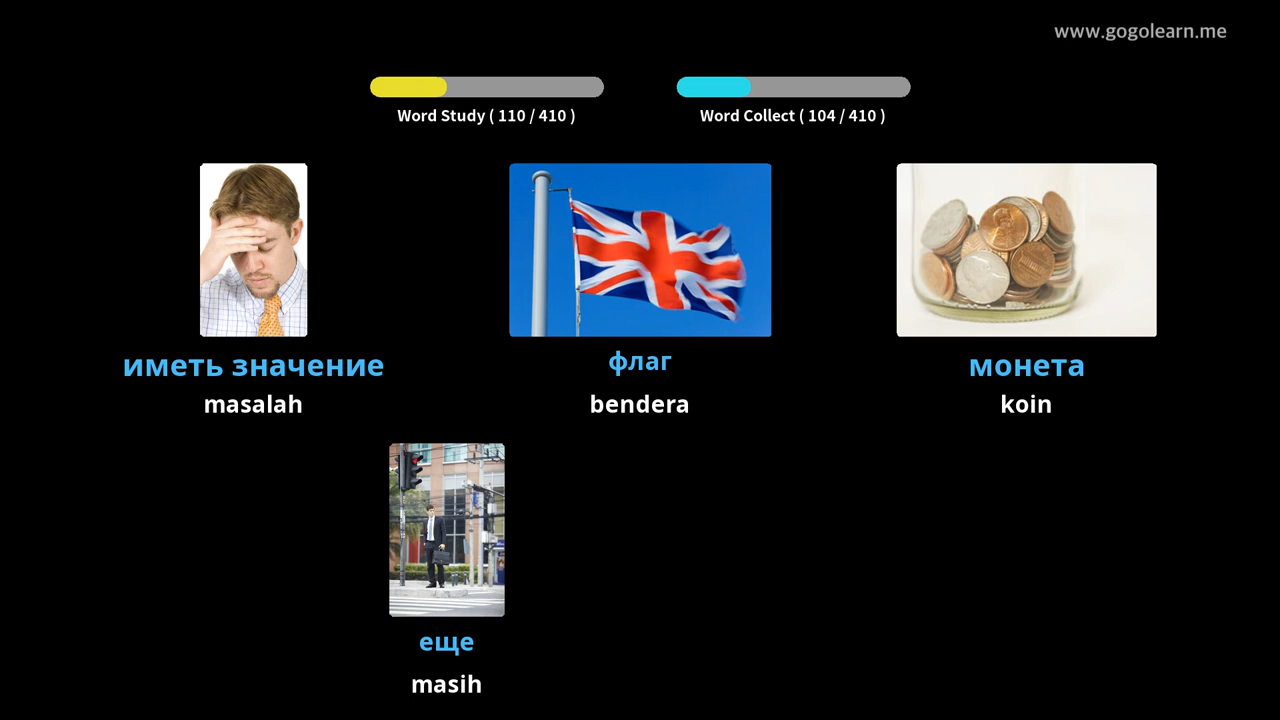 www.gogolearn.me
Word Study ( 110 / 410 )
Word Collect ( 104 / 410 )
иметь значение
masalah
флаг
bendera
монета
koin
еще
masih